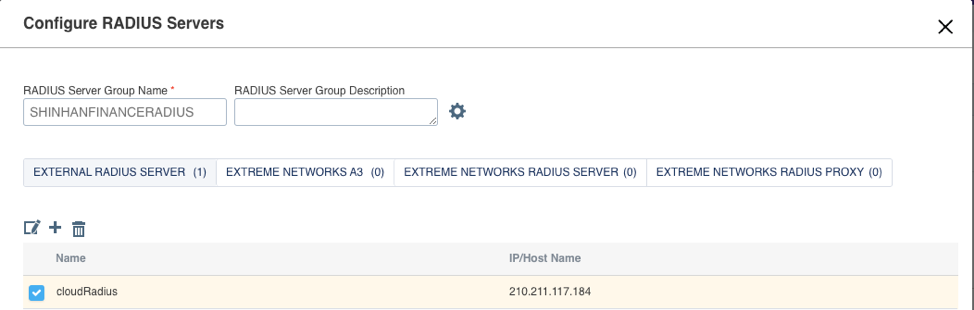 Configure RADIUS Servers
RADIUS Server Group Name *
RADIUS Server Group Description
SHINHANFINANCERADIUS
EXTERNAL RADIUS SERVER (1)
EXTREME NETWORKS A3 (0)
EXTREME NETWORKS RADIUS SERVER (0)
EXTREME NETWORKS RADIUS PROXY (0)
Name
IP/Host Name
cloudRadius
210.211.117.184